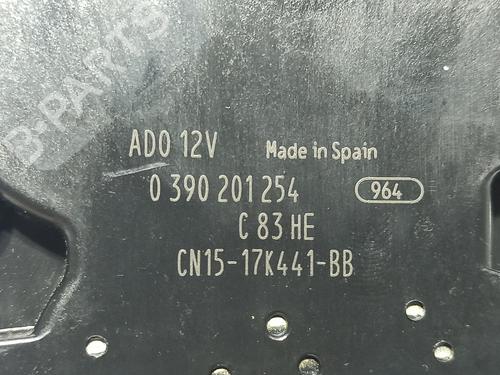 B-PARTS
ADO 12V Made in Spain
0 390 201 254 964
C 83 HE
CN15-17K441-BB